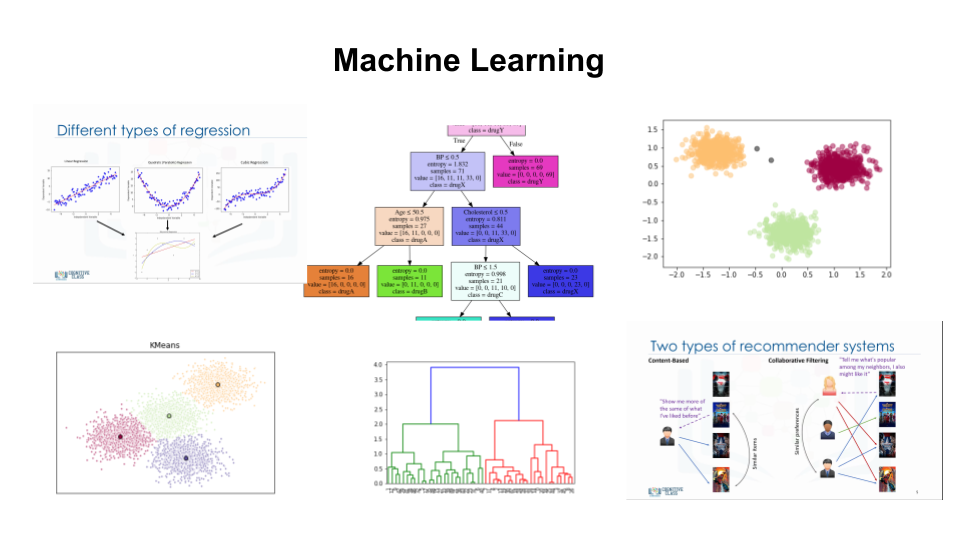 Machine Learning
Different types of regression
Linear Regression
Quadratic (Parabolic) Regression
Cubic Regression
COGNITIVE
CLASS
class = drugY
True
False
BP ≤ 0.5
entropy = 1.832
samples = 71
value = [16, 11, 11, 33, 0]
class = drugX
entropy = 0.0
samples = 69
value = [0, 0, 0, 0, 69]
class = drugY
Age ≤ 50.5
entropy = 0.975
samples = 27
value = [16, 11, 0, 0, 0]
class = drugA
Cholesterol ≤ 0.5
entropy = 0.811
samples = 44
value = [0, 0, 11, 33, 0]
class = drugX
entropy = 0.0
samples = 16
value = [16, 0, 0, 0, 0]
class = drugA
entropy = 0.0
samples = 11
value = [0, 11, 0, 0, 0]
class = drugB
BP ≤ 1.5
entropy = 0.998
samples = 21
value = [0, 0, 11, 10, 0]
class = drugC
entropy = 0.0
samples = 23
value = [0, 0, 0, 23, 0]
class = drugX
1.5
1.0
0.5
0.0
−0.5
−1.0
−1.5
−2.0
−2.0 −1.5 −1.0 −0.5 0.0 0.5 1.0 1.5 2.0
KMeans
4.0
3.5
3.0
2.5
2.0
1.5
1.0
0.5
0.0
Two types of recommender systems
Content-Based
"Show me more of
the same of what
I've liked before"
Similar items
Collaborative Filtering
"Tell me what's popular
among my neighbors, I also
might like it"
Similar preferences
COGNITIVE
CLASS